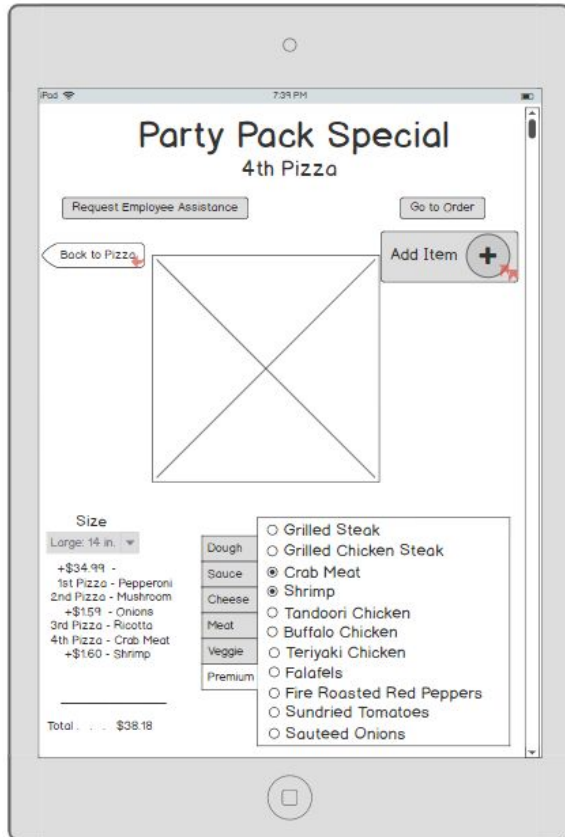 iPod
7:39 PM
Party Pack Special
4th Pizza
Request Employee Assistance
Go to Order
Back to Pizza
Add Item
Size
Large: 14 in.
+$34.99 -
1st Pizza - Pepperoni
2nd Pizza - Mushroom
+$1.59 - Onions
3rd Pizza - Ricotta
4th Pizza - Crab Meat
+$1.60 - Shrimp
Total . . . $38.18
Dough
Sauce
Cheese
Meat
Veggie
Premium
Grilled Steak
Grilled Chicken Steak
Crab Meat
Shrimp
Tandoori Chicken
Buffalo Chicken
Teriyaki Chicken
Falafels
Fire Roasted Red Peppers
Sundried Tomatoes
Sauteed Onions